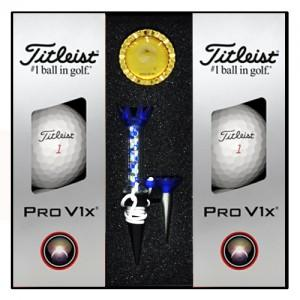 Titleist
#1 ball in golf.
Titleist
1
PRO V1x
Titleist
#1 ball in golf.
Titleist
1
PRO V1x